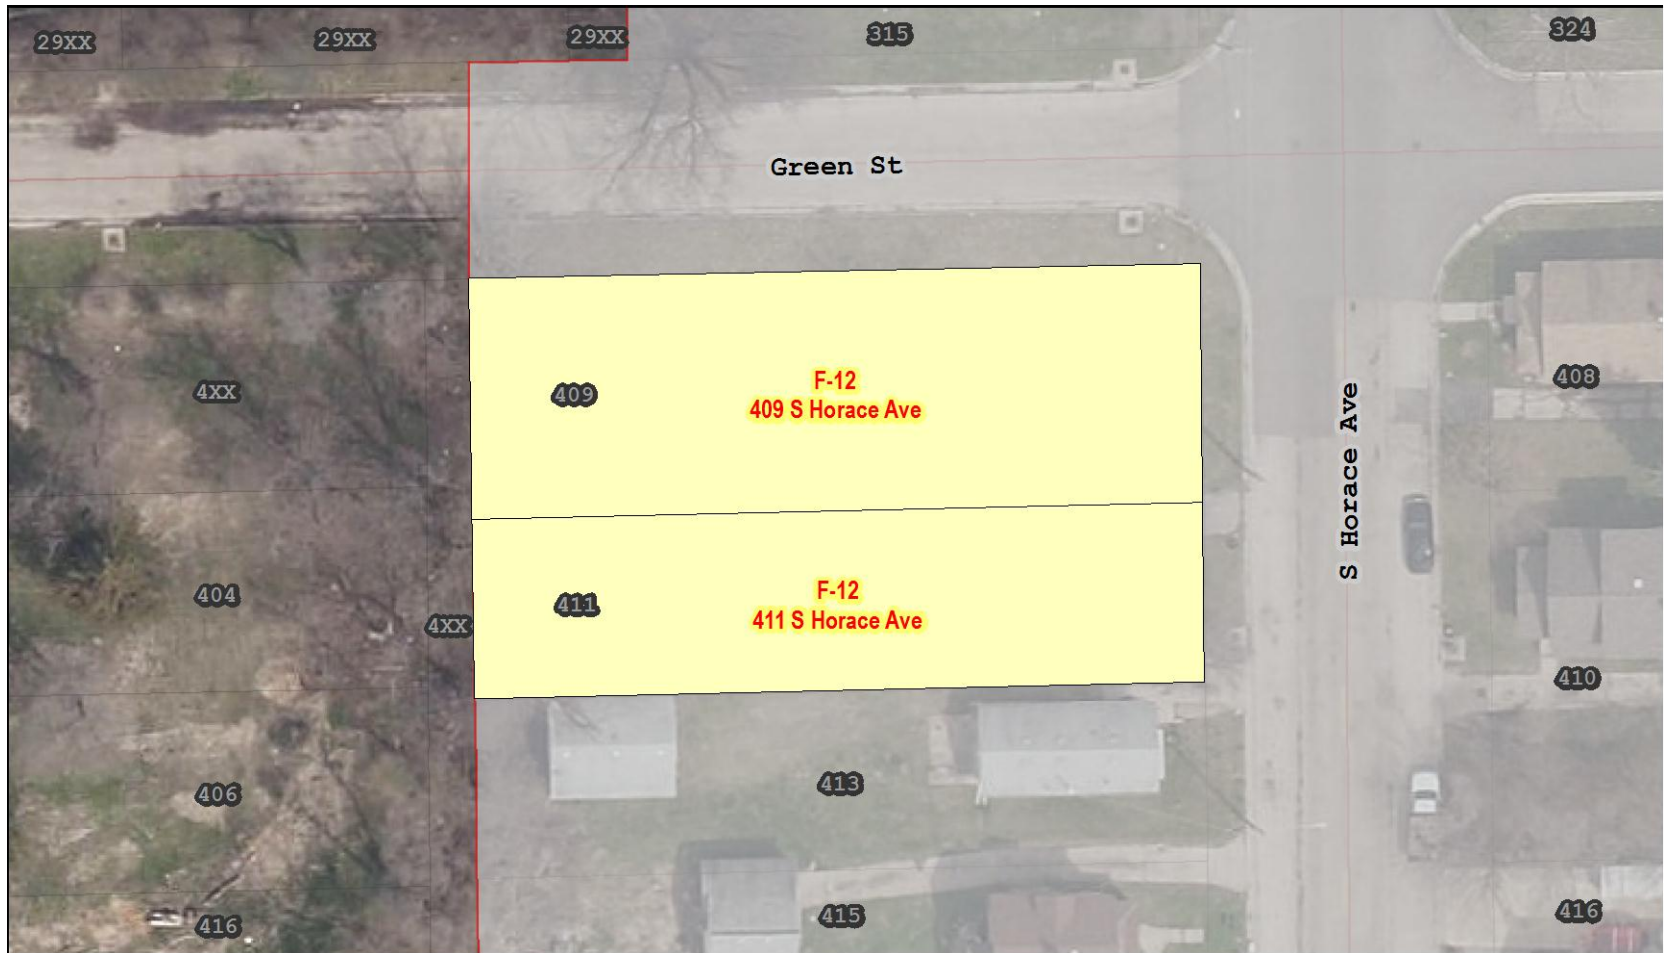 29XX
29XX
29XX
315
324
Green St
4XX
409
F-12
409 S Horace Ave
408
S Horace Ave
404
4XX
411
F-12
411 S Horace Ave
410
406
413
416
415
416